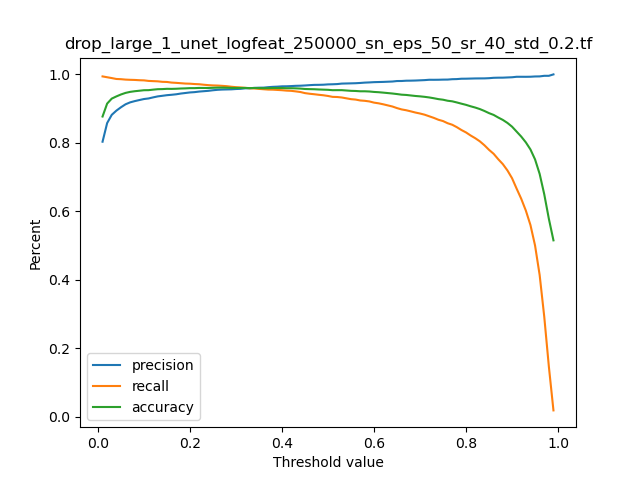 drop_large_1_unet_logfeat_250000_sn_eps_50_sr_40_std_0.2.tf
1.0
0.8
0.6
0.4
0.2
0.0
Percent
precision
recall
accuracy
0.0 0.2 0.4 0.6 0.8 1.0
Threshold value